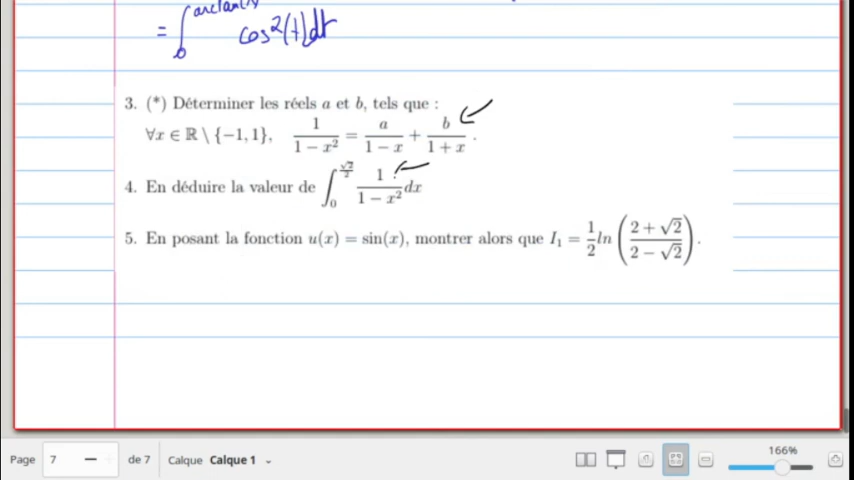 arctan(
= ∫ cos²(t)dt
0
3. (*) Déterminer les réels a et b, tels que :
∀x ∈ ℝ \ {−1, 1}, 1/(1 − x²) = a/(1 − x) + b/(1 + x) .
4. En déduire la valeur de ∫₀^(√2/2) 1/(1 − x²) dx
5. En posant la fonction u(x) = sin(x), montrer alors que I₁ = 1/2 ln ((2 + √2)/(2 − √2)).
Page 7 de 7 Calque Calque 1 166%